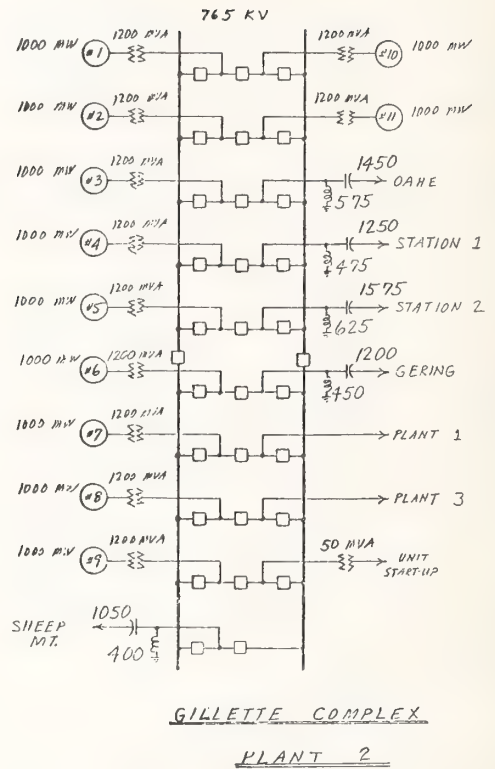 765 KV
1000 MW #1 1200 MVA 1200 MVA #10 1000 MW
1000 MW #2 1200 MVA 1200 MVA #11 1000 MW
1000 MW #3 1200 MVA 1450 OAHE
575
1000 MW #4 1200 MVA 1250 STATION 1
475
1000 MW #5 1200 MVA 1575 STATION 2
625
1000 MW #6 1200 MVA 1200 GERING
450
1000 MW #7 1200 MVA PLANT 1
1000 MW #8 1200 MVA PLANT 3
1000 MW #9 1200 MVA 50 MVA UNIT
START-UP
SHEEP 1050
MT. 400
GILLETTE COMPLEX
PLANT 2